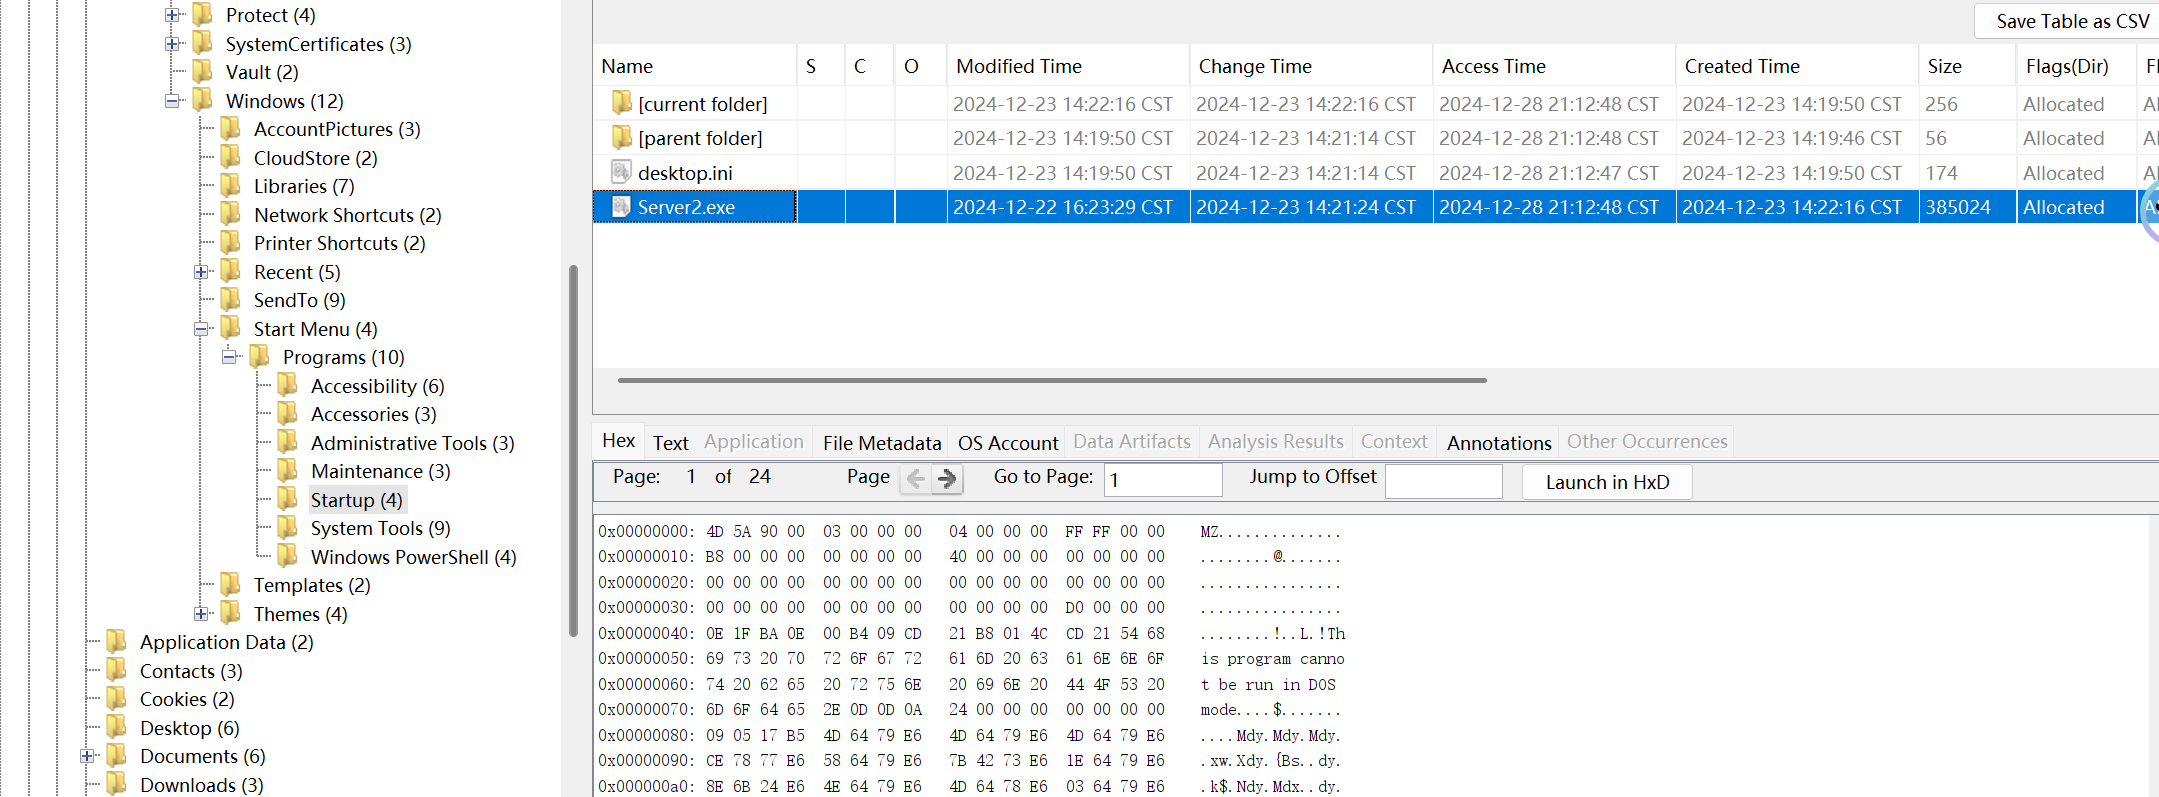 Protect (4)
SystemCertificates (3)
Vault (2)
Windows (12)
AccountPictures (3)
CloudStore (2)
Libraries (7)
Network Shortcuts (2)
Printer Shortcuts (2)
Recent (5)
SendTo (9)
Start Menu (4)
Programs (10)
Accessibility (6)
Accessories (3)
Administrative Tools (3)
Maintenance (3)
Startup (4)
System Tools (9)
Windows PowerShell (4)
Templates (2)
Themes (4)
Application Data (2)
Contacts (3)
Cookies (2)
Desktop (6)
Documents (6)
Downloads (3)
Save Table as CSV
Name S C O Modified Time Change Time Access Time Created Time Size Flags(Dir)
[current folder] 2024-12-23 14:22:16 CST 2024-12-23 14:22:16 CST 2024-12-28 21:12:48 CST 2024-12-23 14:19:50 CST 256 Allocated
[parent folder] 2024-12-23 14:19:50 CST 2024-12-23 14:21:14 CST 2024-12-28 21:12:48 CST 2024-12-23 14:19:46 CST 56 Allocated
desktop.ini 2024-12-23 14:19:50 CST 2024-12-23 14:21:14 CST 2024-12-28 21:12:47 CST 2024-12-23 14:19:50 CST 174 Allocated
Server2.exe 2024-12-22 16:23:29 CST 2024-12-23 14:21:24 CST 2024-12-28 21:12:48 CST 2024-12-23 14:22:16 CST 385024 Allocated
Hex Text Application File Metadata OS Account Data Artifacts Analysis Results Context Annotations Other Occurrences
Page: 1 of 24 Page Go to Page: 1 Jump to Offset Launch in HxD
0x00000000: 4D 5A 90 00 03 00 00 00 04 00 00 00 FF FF 00 00 MZ..............
0x00000010: B8 00 00 00 00 00 00 00 40 00 00 00 00 00 00 00 ........@.......
0x00000020: 00 00 00 00 00 00 00 00 00 00 00 00 00 00 00 00 ................
0x00000030: 00 00 00 00 00 00 00 00 00 00 00 00 D0 00 00 00 ................
0x00000040: 0E 1F BA 0E 00 B4 09 CD 21 B8 01 4C CD 21 54 68 ........!..L.!Th
0x00000050: 69 73 20 70 72 6F 67 72 61 6D 20 63 61 6E 6E 6F is program canno
0x00000060: 74 20 62 65 20 72 75 6E 20 69 6E 20 44 4F 53 20 t be run in DOS
0x00000070: 6D 6F 64 65 2E 0D 0D 0A 24 00 00 00 00 00 00 00 mode....$.......
0x00000080: 09 05 17 B5 4D 64 79 E6 4D 64 79 E6 4D 64 79 E6 ....Mdy.Mdy.Mdy.
0x00000090: CE 78 77 E6 58 64 79 E6 7B 42 73 E6 1E 64 79 E6 .xw.Xdy.{Bs..dy.
0x000000a0: 8E 6B 24 E6 4E 64 79 E6 4D 64 78 E6 03 64 79 E6 .k$.Ndy.Mdx..dy.